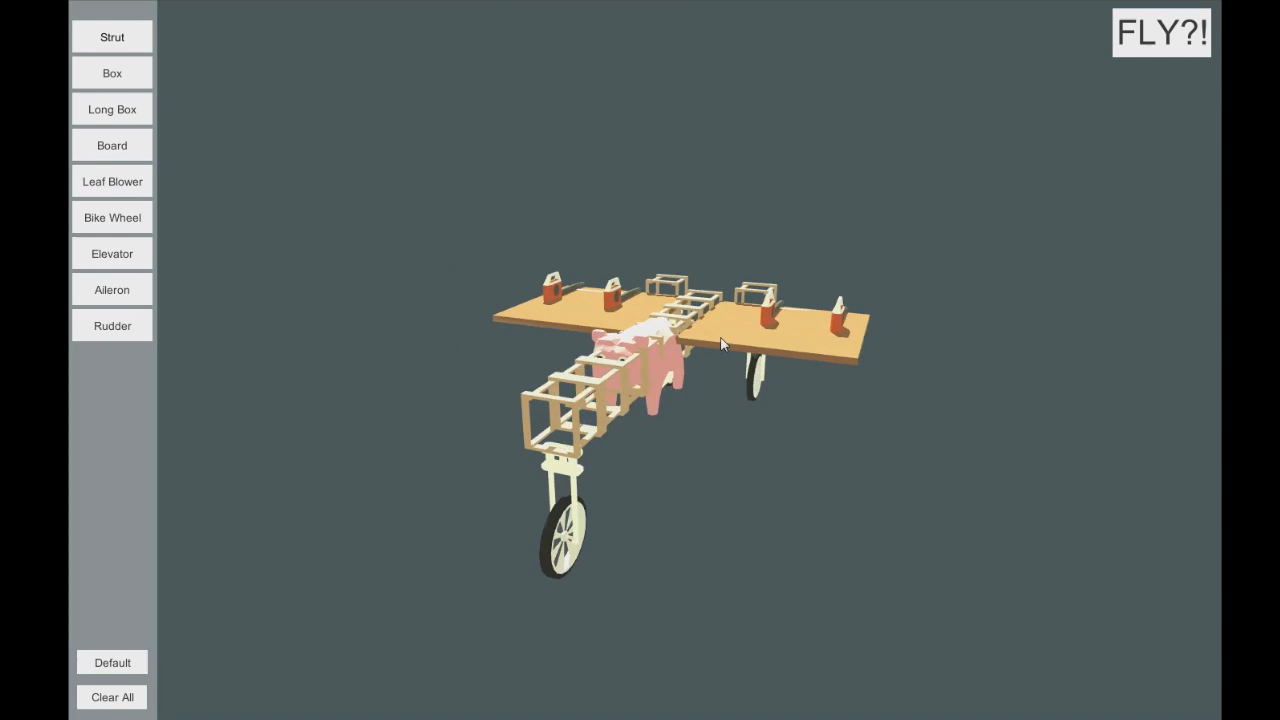 Strut
Box
Long Box
Board
Leaf Blower
Bike Wheel
Elevator
Aileron
Rudder
Default
Clear All
FLY?!